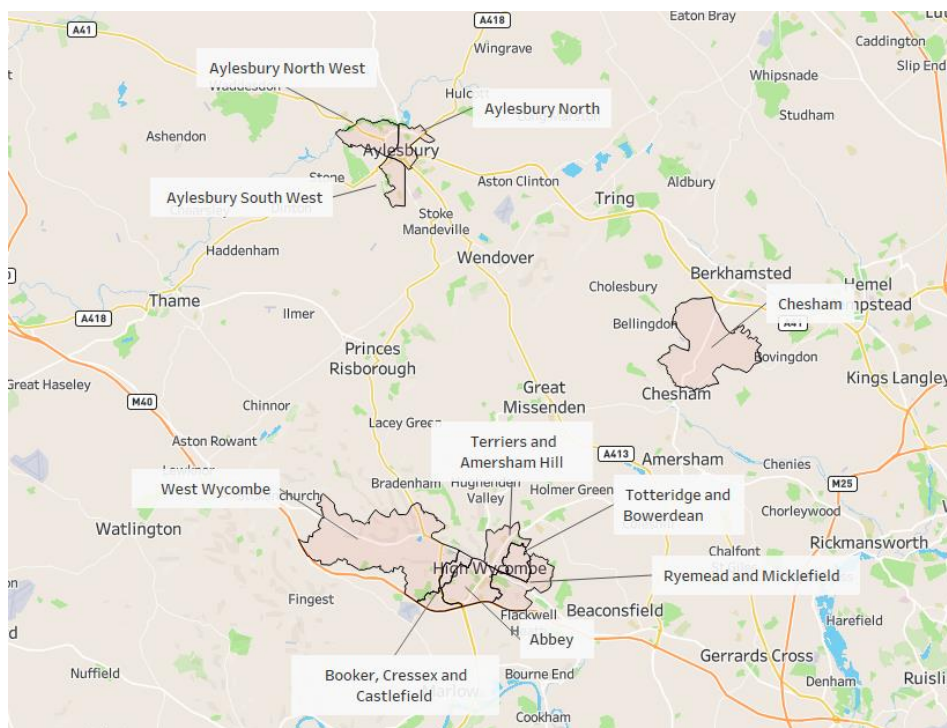 A41
A418
Eaton Bray
Wingrave
Caddington
Slip End
Aylesbury North West
Whipsnade
Waddesdon
Hulcott
Aylesbury North
Studham
Ashendon
Aylesbury
Stone
Aston Clinton
Aldbury
Aylesbury South West
Tring
Stoke
Mandeville
Haddenham
Wendover
Berkhamsted
Hemel
Cholesbury
Chesham
Thame
Ilmer
A418
Bellingdon
A41
Princes
Risborough
Bovingdon
Great Haseley
Kings Langley
M40
Chinnor
Great
Missenden
Chesham
Lacey Green
Aston Rowant
Terriers and
Amersham Hill
A413
Amersham
Chenies
West Wycombe
Bradenham
Hughenden
Valley
Holmer Green
Totteridge and
Bowerdean
M25
Chorleywood
Watlington
Rickmansworth
Chalfont
High Wycombe
Ryemead and Micklefield
Fingest
Flackwell
Beaconsfield
Harefield
Abbey
Gerrards Cross
Booker, Cressex and
Castlefield
Bourne End
Nuffield
Denham
Ruislip
Cookham